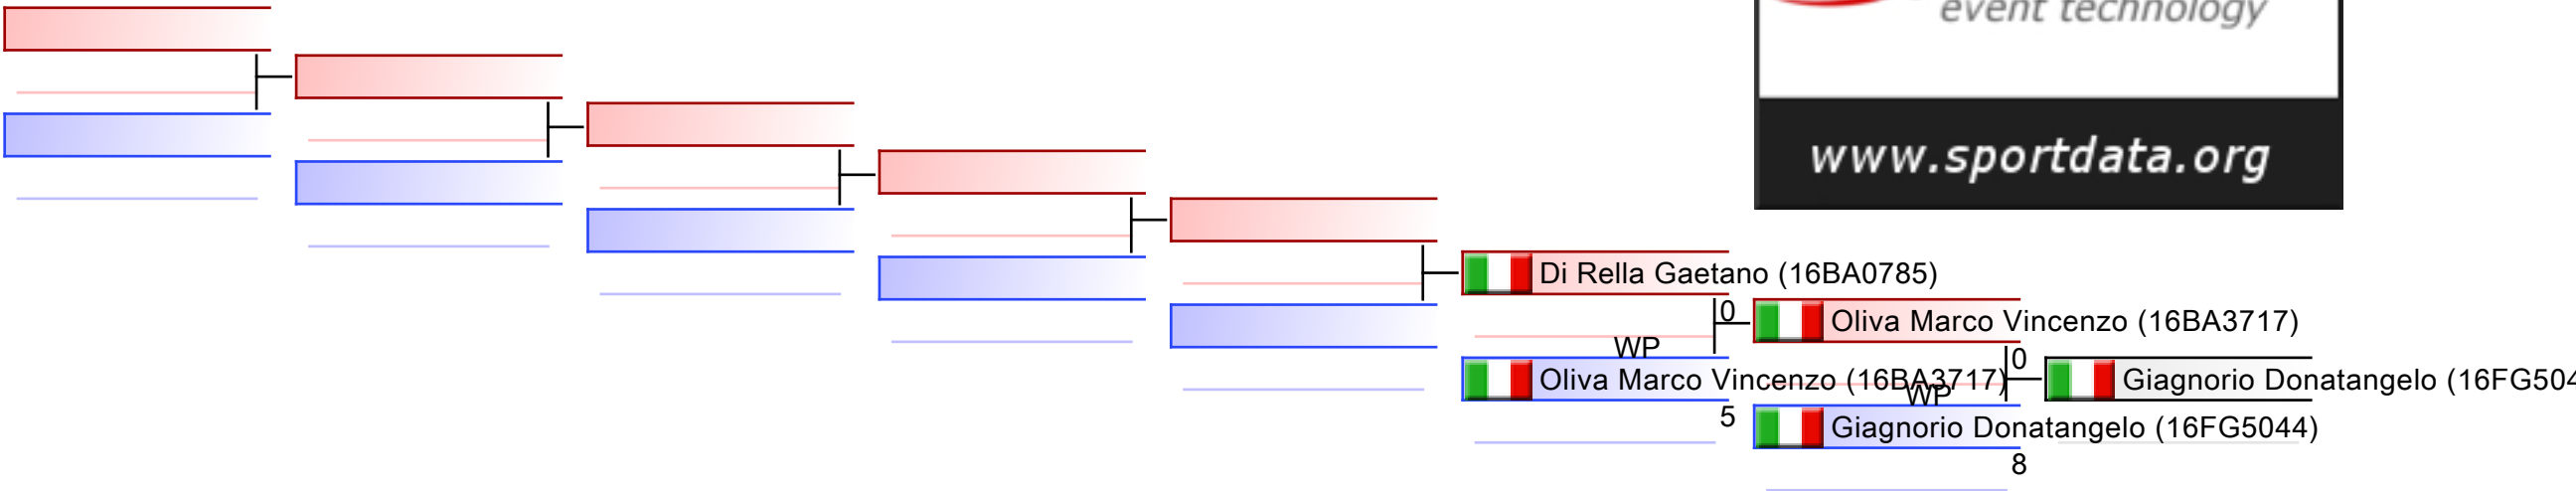 event technology
www.sportdata.org
Di Rella Gaetano (16BA0785)
0
Oliva Marco Vincenzo (16BA3717)
WP
0
Oliva Marco Vincenzo (16BA3717)
Giagnorio Donatangelo (16FG504
WP
5
Giagnorio Donatangelo (16FG5044)
8